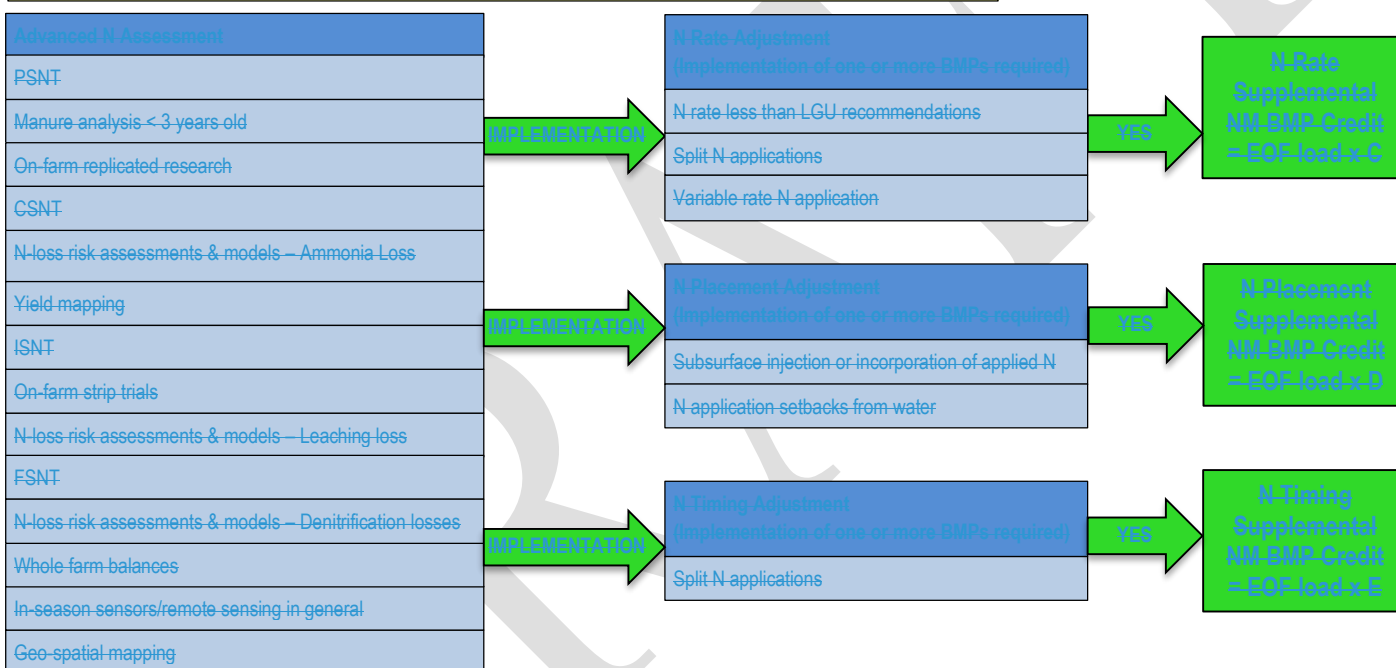 Advanced N Assessment
PSNT
Manure analysis < 3 years old
On-farm replicated research
CSNT
N-loss risk assessments & models – Ammonia Loss
Yield mapping
ISNT
On-farm strip trials
N-loss risk assessments & models – Leaching loss
FSNT
N-loss risk assessments & models – Denitrification losses
Whole farm balances
In-season sensors/remote sensing in general
Geo-spatial mapping
IMPLEMENTATION
N Rate Adjustment
(Implementation of one or more BMPs required)
N rate less than LGU recommendations
Split N applications
Variable rate N application
YES
N Rate
Supplemental
NM BMP Credit
= EOF load x C
IMPLEMENTATION
N Placement Adjustment
(Implementation of one or more BMPs required)
Subsurface injection or incorporation of applied N
N application setbacks from water
YES
N Placement
Supplemental
NM BMP Credit
= EOF load x D
IMPLEMENTATION
N Timing Adjustment
(Implementation of one or more BMPs required)
Split N applications
YES
N Timing
Supplemental
NM BMP Credit
= EOF load x E